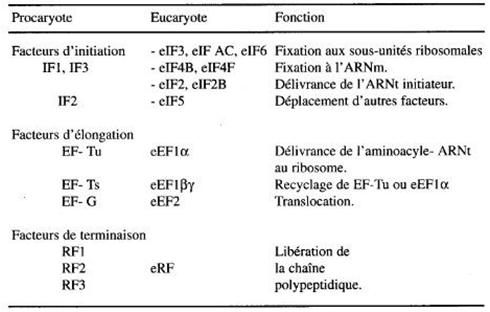 Procaryote Eucaryote Fonction
Facteurs d'initiation - eIF3, eIF AC, eIF6 Fixation aux sous-unités ribosomales
IF1, IF3 - eIF4B, eIF4F Fixation à l'ARNm.
- eIF2, eIF2B Délivrance de l'ARNt initiateur.
IF2 - eIF5 Déplacement d'autres facteurs.
Facteurs d'élongation
EF- Tu eEF1α Délivrance de l'aminoacyle- ARNt
au ribosome.
EF- Ts eEF1βγ Recyclage de EF-Tu ou eEF1α
EF- G eEF2 Translocation.
Facteurs de terminaison
RF1 Libération de
RF2 eRF la chaîne
RF3 polypeptidique.